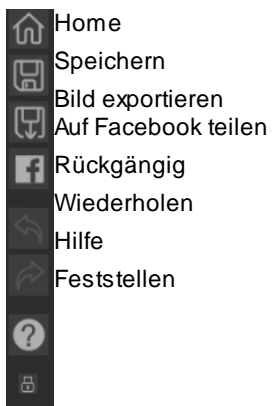 Home
Speichern
Bild exportieren
Auf Facebook teilen
Rückgängig
Wiederholen
Hilfe
Feststellen